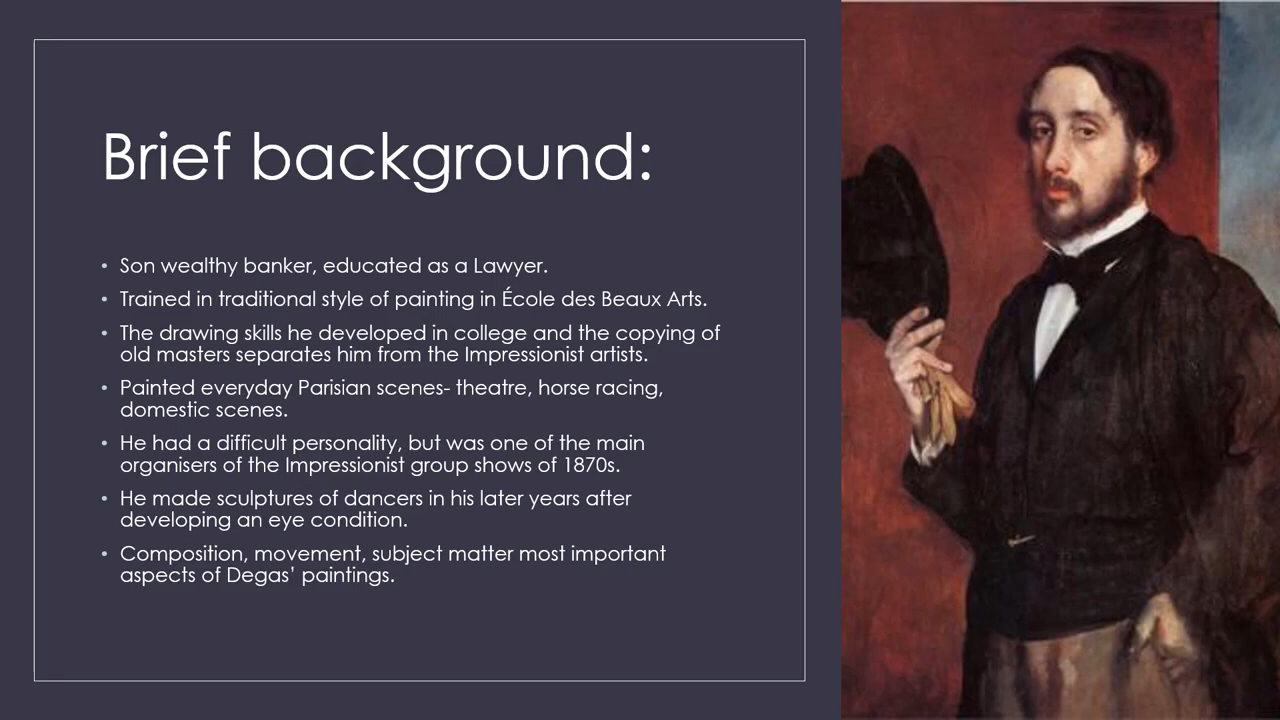 Brief background:
• Son wealthy banker, educated as a Lawyer.
• Trained in traditional style of painting in École des Beaux Arts.
• The drawing skills he developed in college and the copying of
old masters separates him from the Impressionist artists.
• Painted everyday Parisian scenes- theatre, horse racing,
domestic scenes.
• He had a difficult personality, but was one of the main
organisers of the Impressionist group shows of 1870s.
• He made sculptures of dancers in his later years after
developing an eye condition.
• Composition, movement, subject matter most important
aspects of Degas’ paintings.